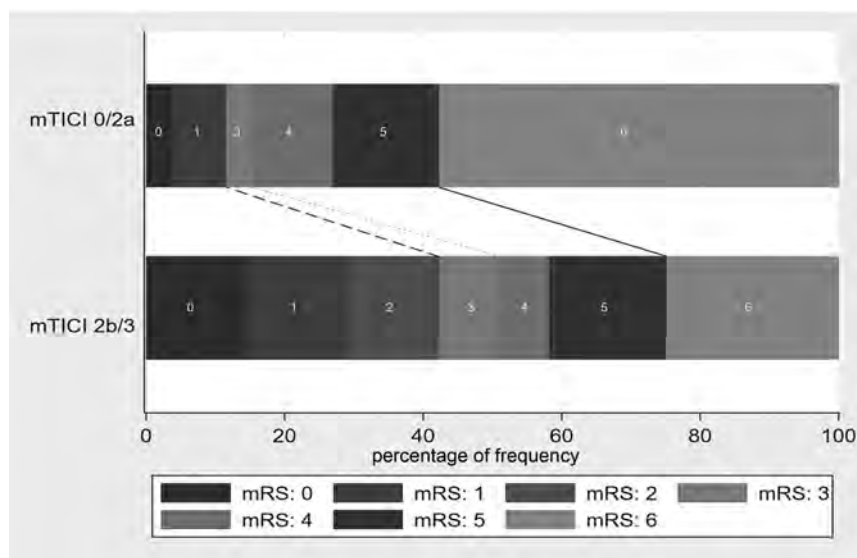 mTICI 0/2a
0 1 3 4 5 6
mTICI 2b/3
0 1 2 3 4 5 6
0 20 40 60 80 100
percentage of frequency
mRS: 0 mRS: 1 mRS: 2 mRS: 3
mRS: 4 mRS: 5 mRS: 6